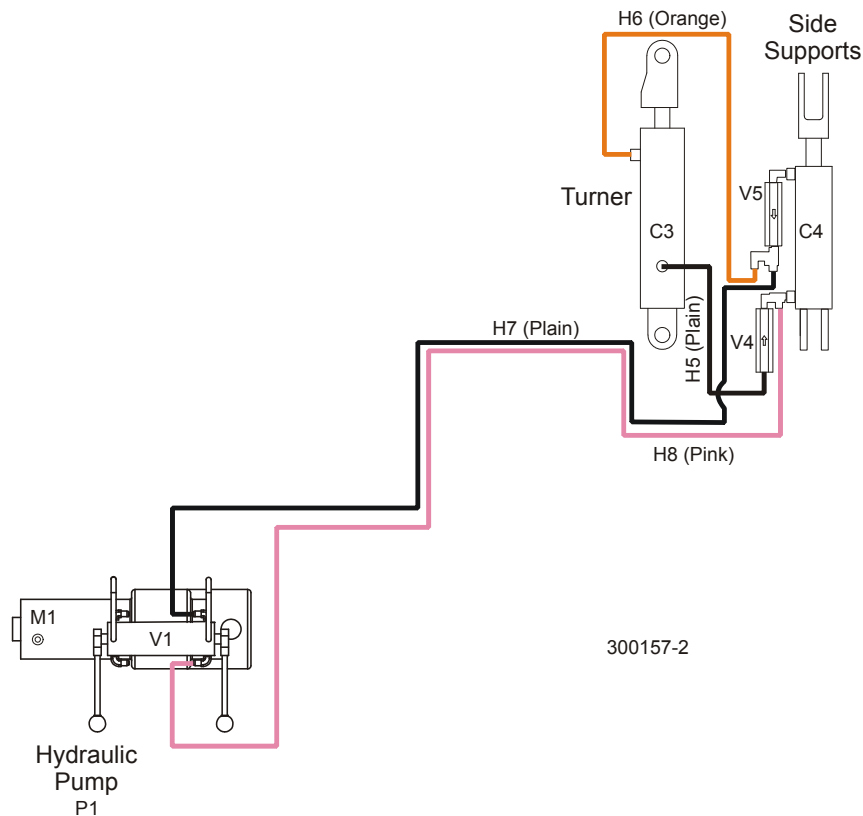 H6 (Orange)
Side
Supports
V5
Turner
C3
C4
H7 (Plain)
H5 (Plain)
V4
H8 (Pink)
M1
V1
300157-2
Hydraulic
Pump
P1